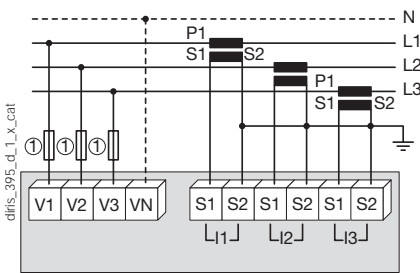 N
P1 L1
S1 S2
L2
P1
L3
S1 S2
1 1 1
diris_395_d_1_x_cat
V1 V2 V3 VN S1 S2 S1 S2 S1 S2
I1 I2 I3